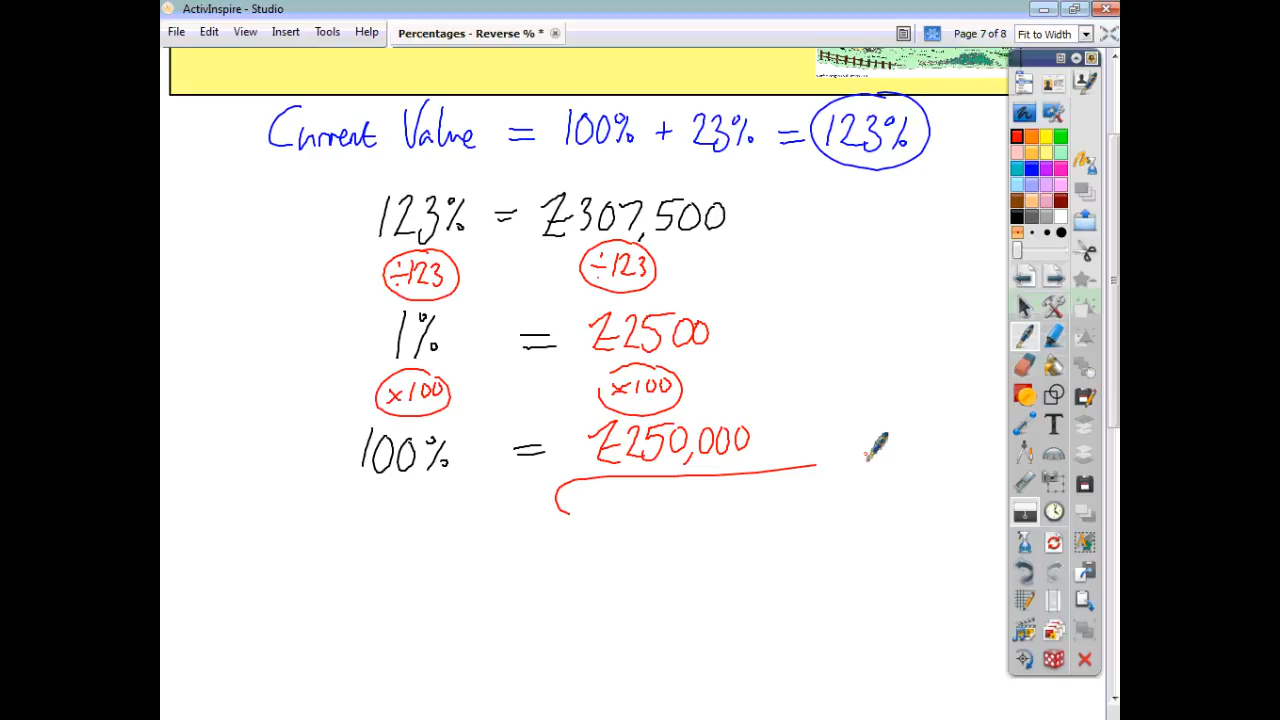 ActivInspire - Studio
File Edit View Insert Tools Help Percentages - Reverse % * Page 7 of 8 Fit to Width
Current Value = 100% + 23% = 123%
123% = £307,500
÷123 ÷123
1% = £2500
×100 ×100
100% = £250,000
T